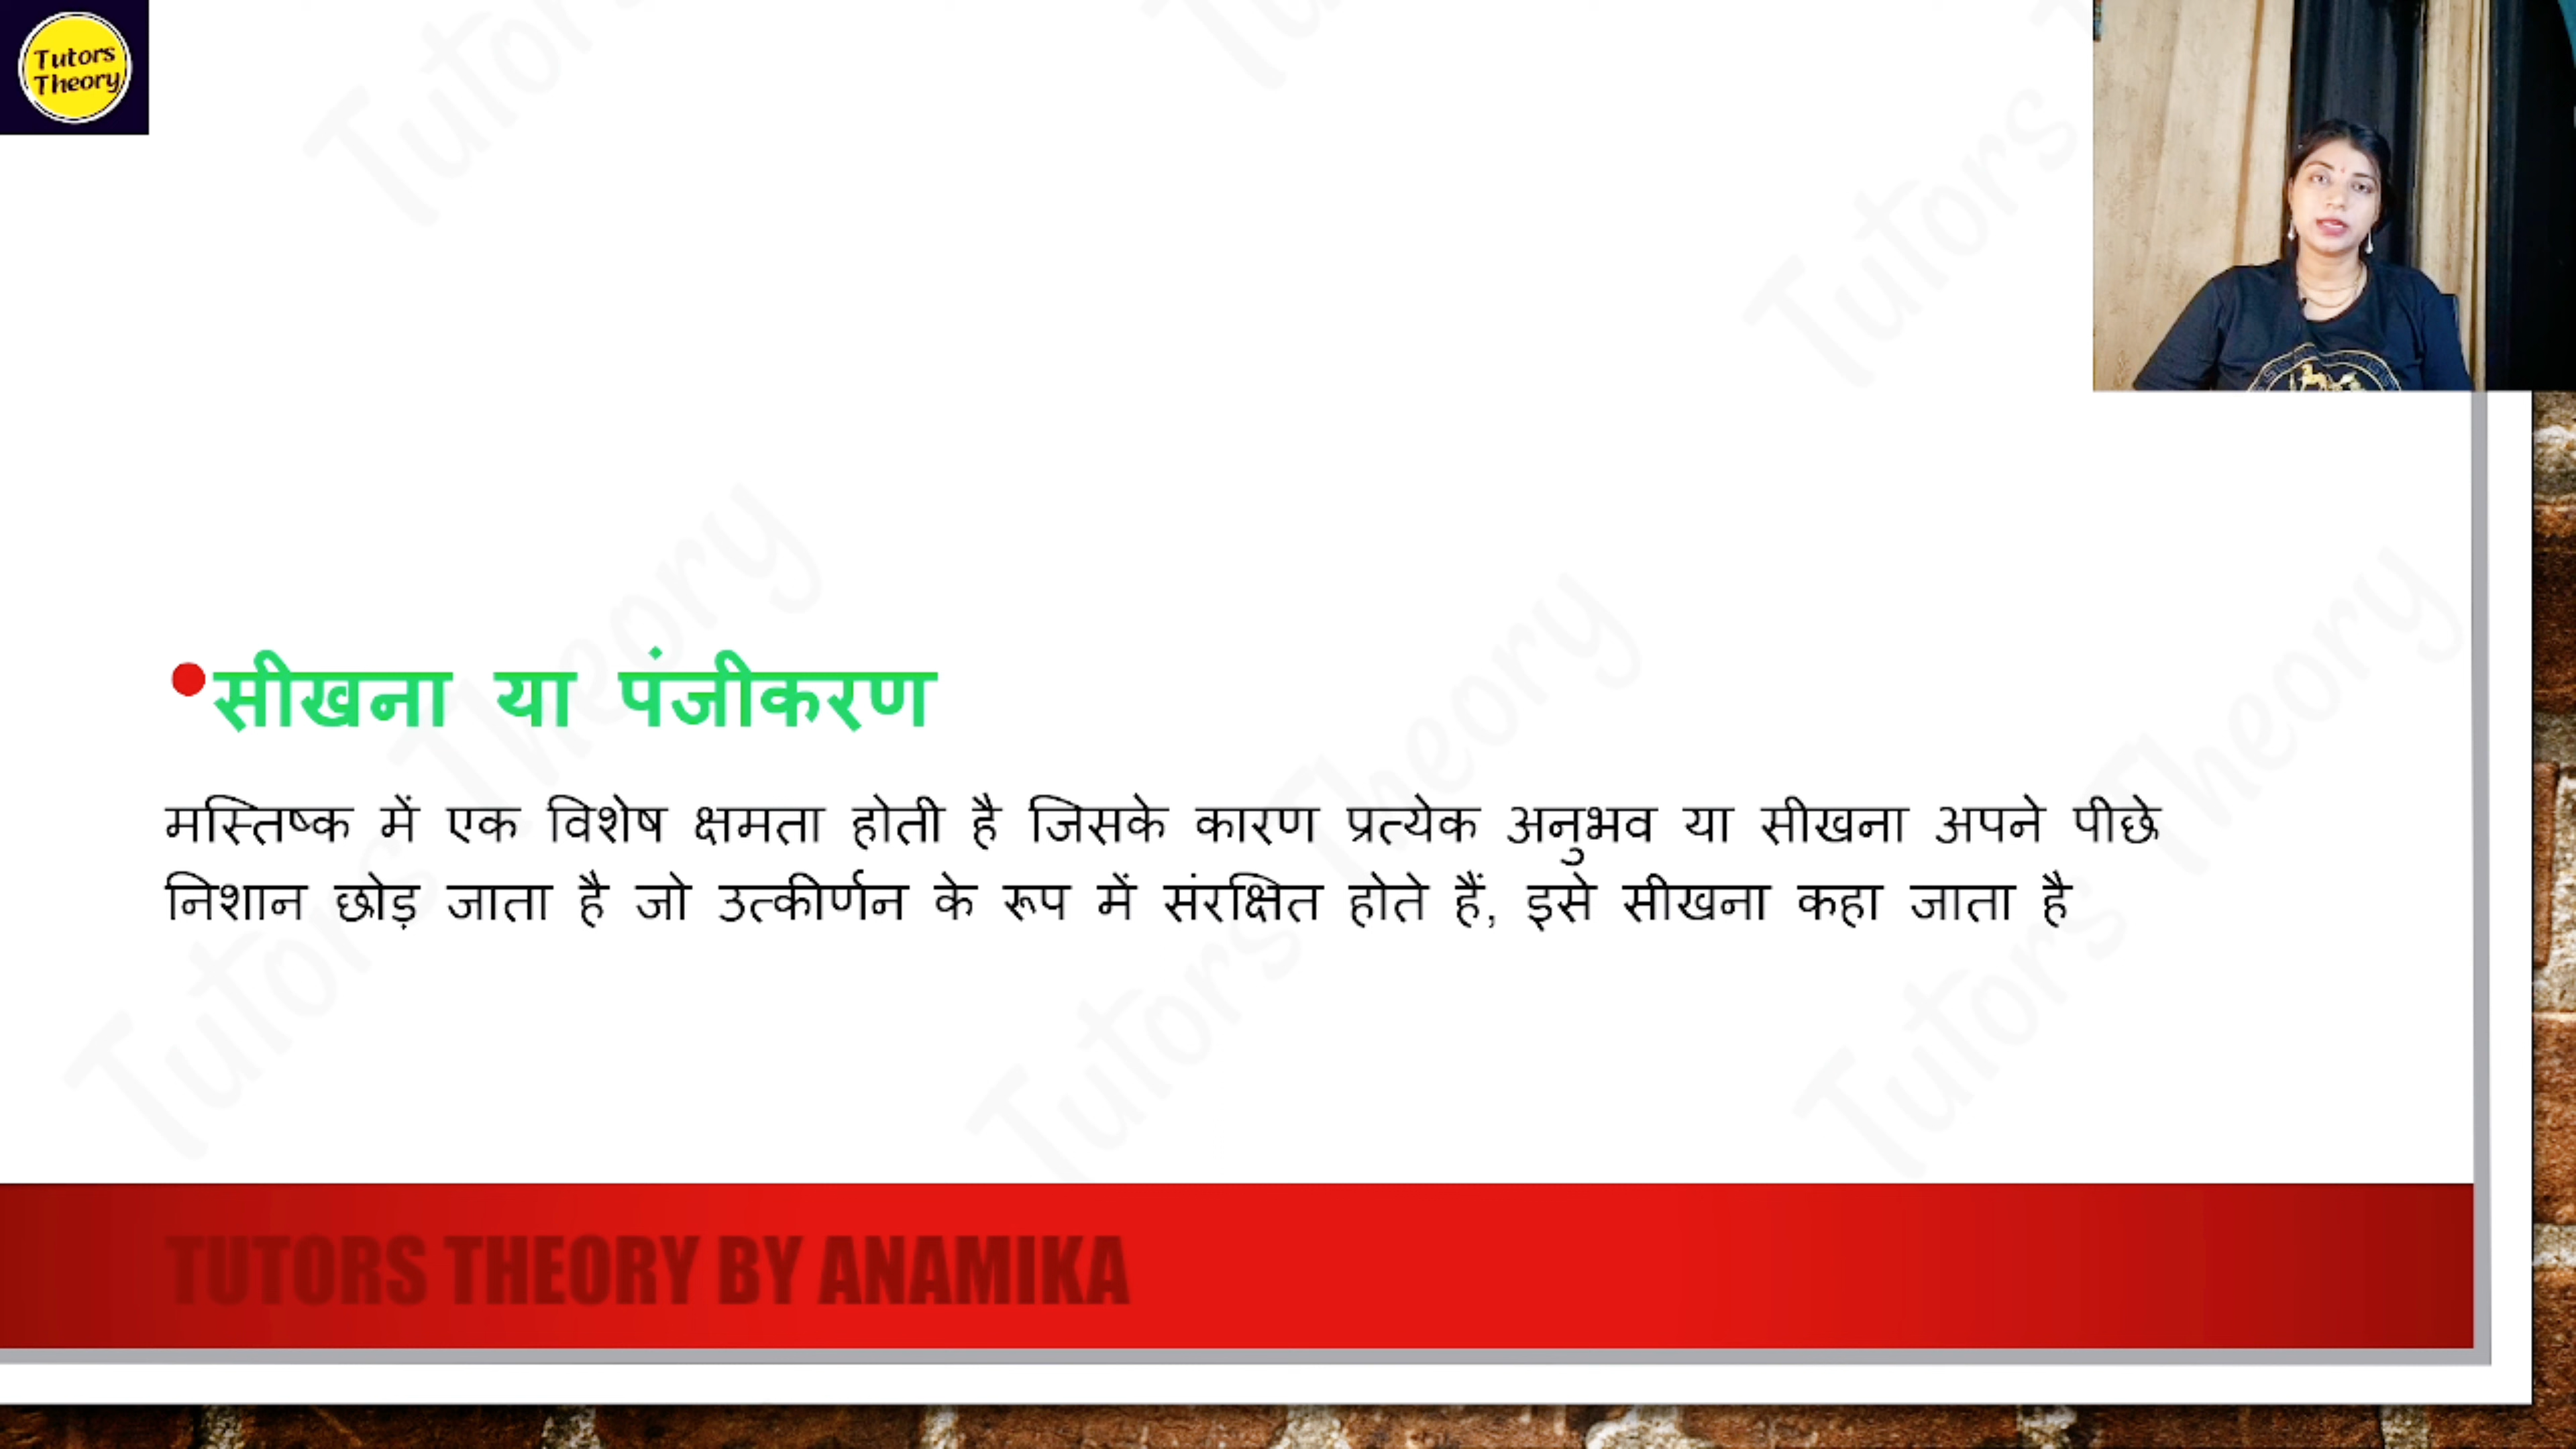 Tutors
Theory
सीखना या पंजीकरण
मस्तिष्क में एक विशेष क्षमता होती है जिसके कारण प्रत्येक अनुभव या सीखना अपने पीछे
निशान छोड़ जाता है जो उत्कीर्णन के रूप में संरक्षित होते हैं, इसे सीखना कहा जाता है
TUTORS THEORY BY ANAMIKA